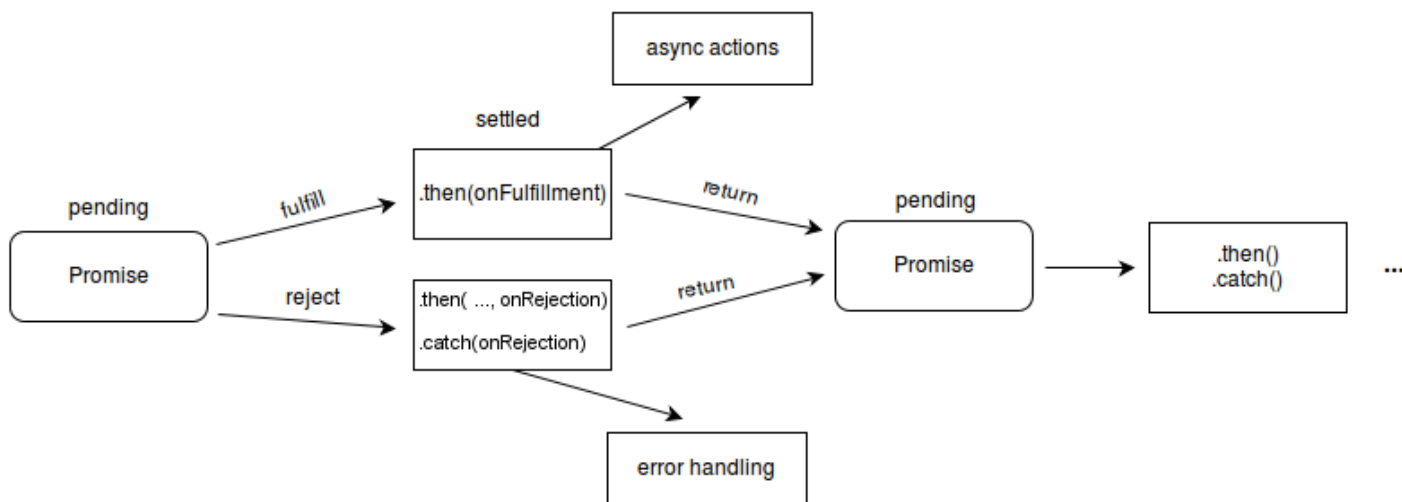 async actions
settled
.then(onFulfillment)
return
fulfill
pending
Promise
pending
Promise
.then()
.catch()
...
reject
.then( ..., onRejection)
.catch(onRejection)
return
error handling